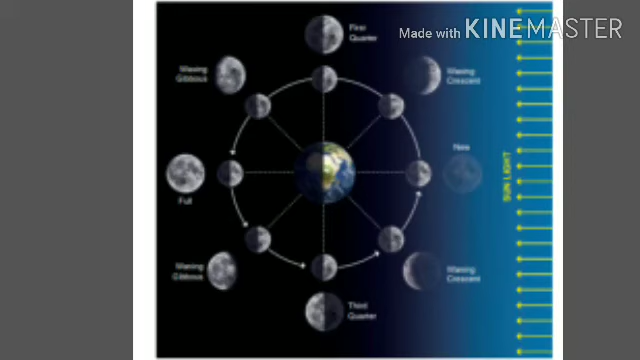 Made with KINEMASTER
First
Quarter
Waxing
Gibbous
Waxing
Crescent
New
Full
SUN LIGHT
Waning
Gibbous
Waning
Crescent
Third
Quarter